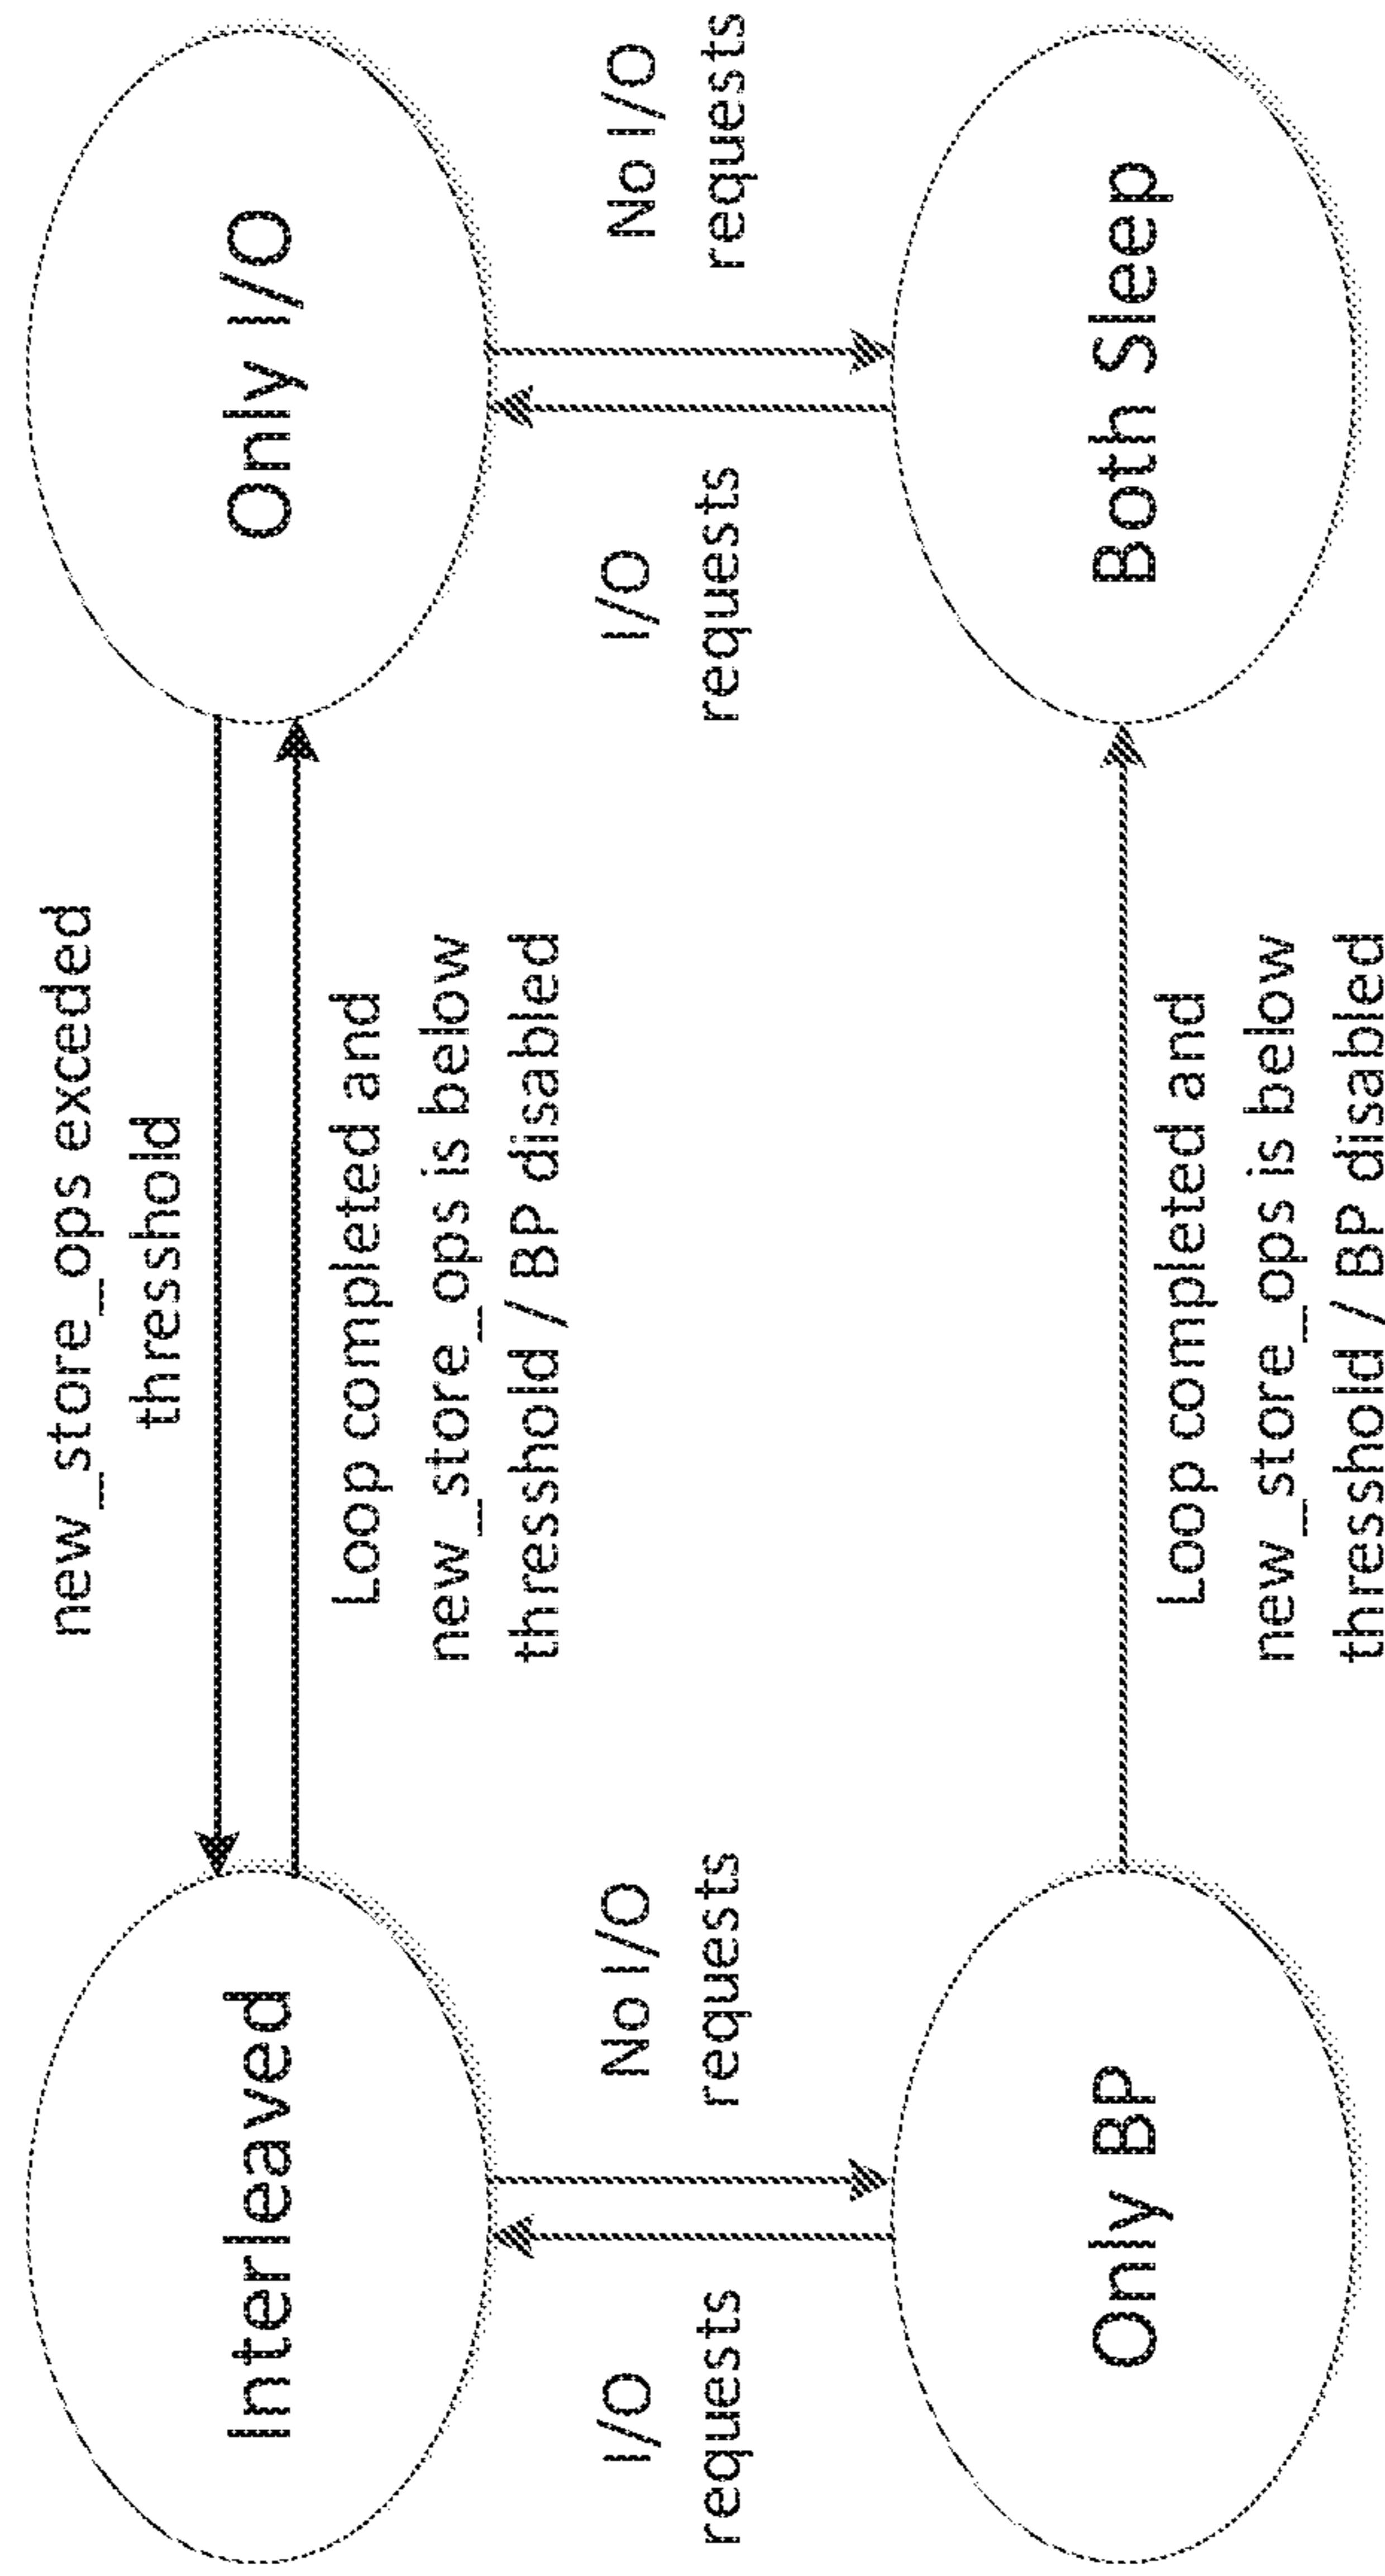 Interleaved
new_store_ops exceeded
thresshold
Loop completed and
new_store_ops is below
thresshold / BP disabled
Only I/O
I/O
requests
No I/O
requests
I/O
requests
No I/O
requests
Only BP
Loop completed and
new_store_ops is below
thresshold / BP disabled
Both Sleep